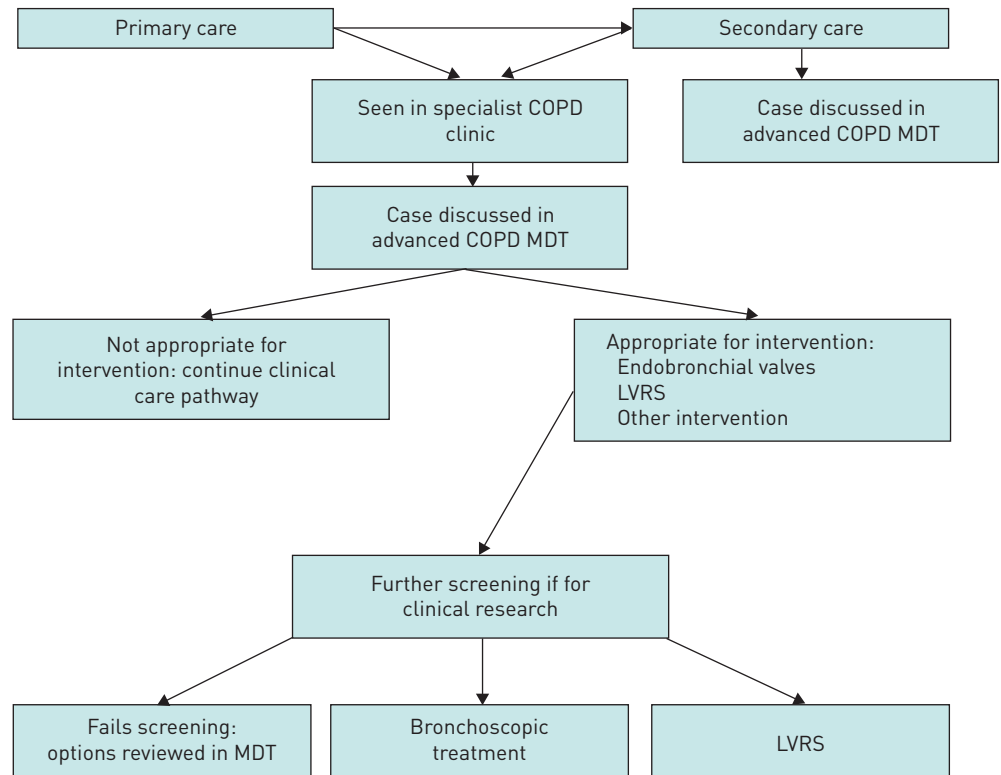 Primary care
Secondary care
Seen in specialist COPD
clinic
Case discussed in
advanced COPD MDT
Case discussed in
advanced COPD MDT
Not appropriate for
intervention: continue clinical
care pathway
Appropriate for intervention:
Endobronchial valves
LVRS
Other intervention
Further screening if for
clinical research
Fails screening:
options reviewed in MDT
Bronchoscopic
treatment
LVRS